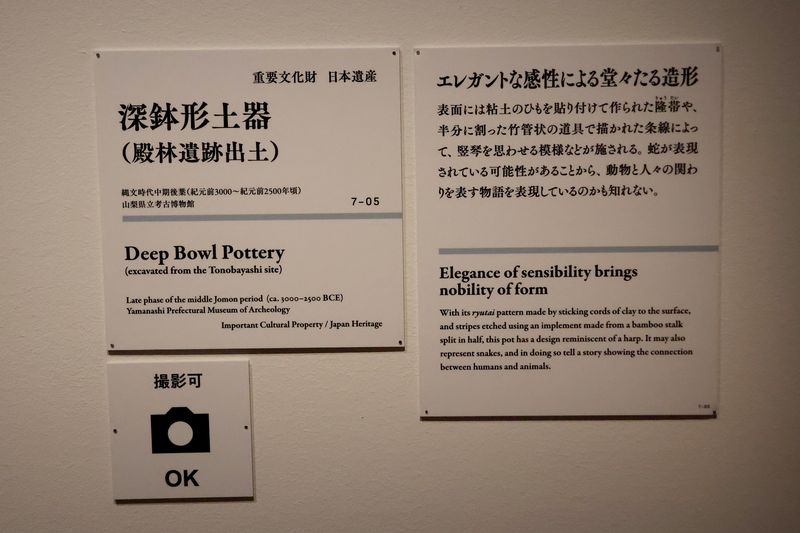 重要文化財 日本遺産
深鉢形土器
(殿林遺跡出土)
縄文時代中期後葉(紀元前3000〜紀元前2500年頃)
山梨県立考古博物館
7-05
Deep Bowl Pottery
(excavated from the Tonobayashi site)
Late phase of the middle Jomon period (ca. 3000–2500 BCE)
Yamanashi Prefectural Museum of Archeology
Important Cultural Property / Japan Heritage
撮影可
OK
エレガントな感性による堂々たる造形
表面には粘土のひもを貼り付けて作られた隆帯や、
半分に割った竹管状の道具で描かれた条線によっ
て、竪琴を思わせる模様などが施される。蛇が表現
されている可能性があることから、動物と人々の関わ
りを表す物語を表現しているのかも知れない。
Elegance of sensibility brings
nobility of form
With its ryutai pattern made by sticking cords of clay to the surface,
and stripes etched using an implement made from a bamboo stalk
split in half, this pot has a design reminiscent of a harp. It may also
represent snakes, and in doing so tell a story showing the connection
between humans and animals.
7-05